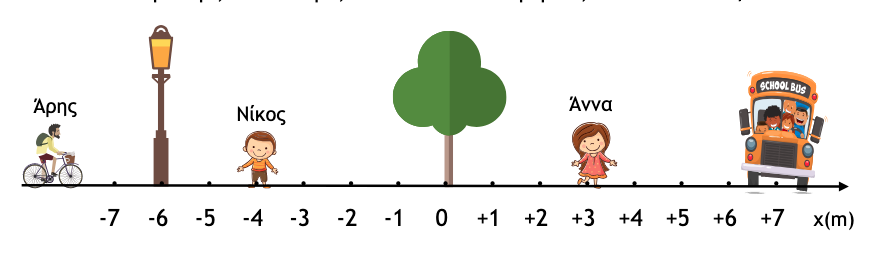 Άρης
Νίκος
Άννα
SCHOOL BUS
-7 -6 -5 -4 -3 -2 -1 0 +1 +2 +3 +4 +5 +6 +7 x(m)